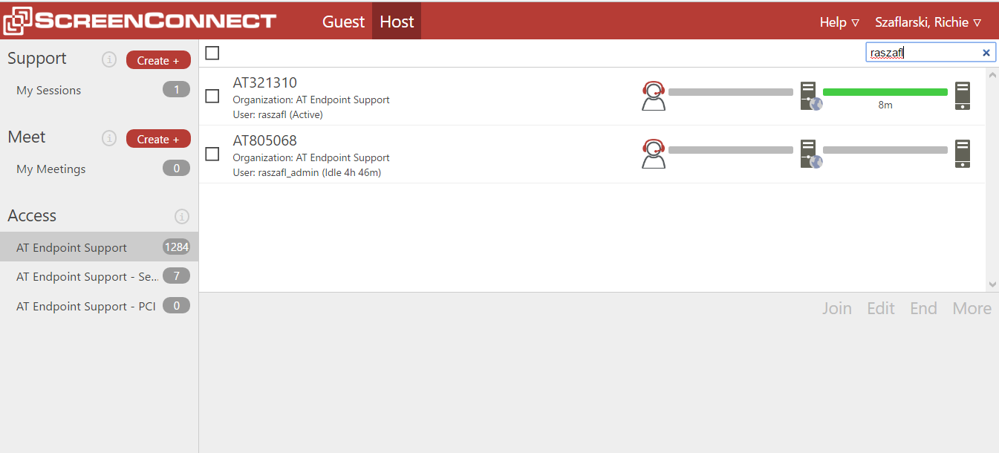 SCREENCONNECT
Guest Host
Help Szaflarski, Richie
Support i Create +
My Sessions 1
Meet i Create +
My Meetings 0
Access i
AT Endpoint Support 1284
AT Endpoint Support - Se... 7
AT Endpoint Support - PCI 0
raszafl
AT321310
Organization: AT Endpoint Support
User: raszafl (Active)
8m
AT805068
Organization: AT Endpoint Support
User: raszafl_admin (Idle 4h 46m)
Join Edit End More